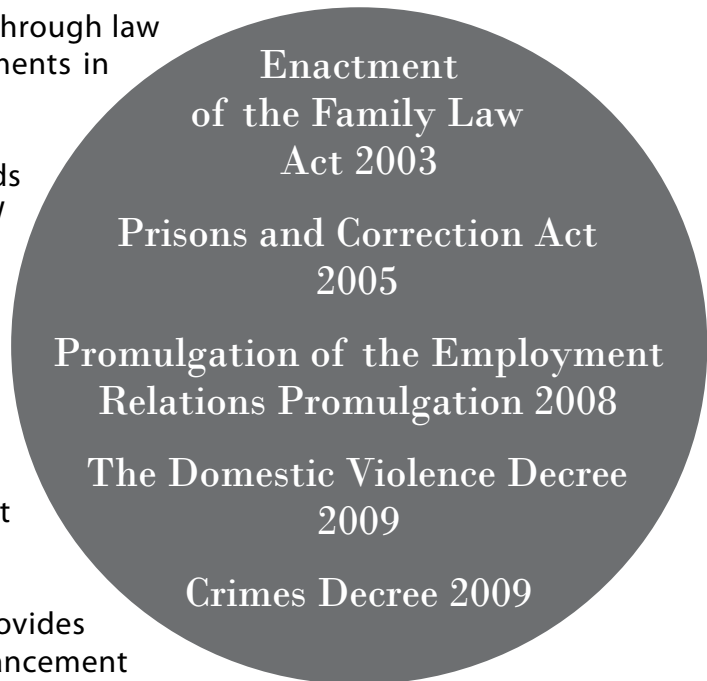 hrough law
nents in
Enactment
of the Family Law
Act 2003
ds
Prisons and Correction Act
2005
Promulgation of the Employment
Relations Promulgation 2008
The Domestic Violence Decree
2009
t
Crimes Decree 2009
ovides
ancement